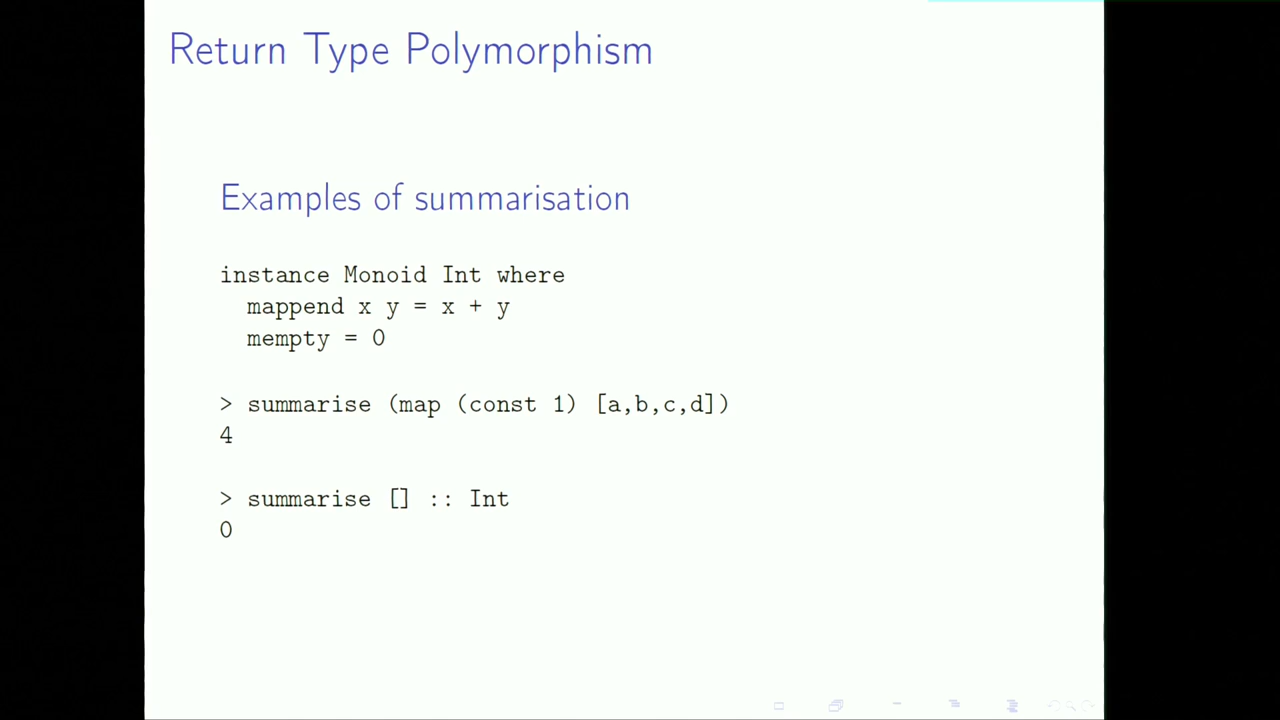 Return Type Polymorphism
Examples of summarisation
instance Monoid Int where
  mappend x y = x + y
  mempty = 0
> summarise (map (const 1) [a,b,c,d])
4
> summarise [] :: Int
0